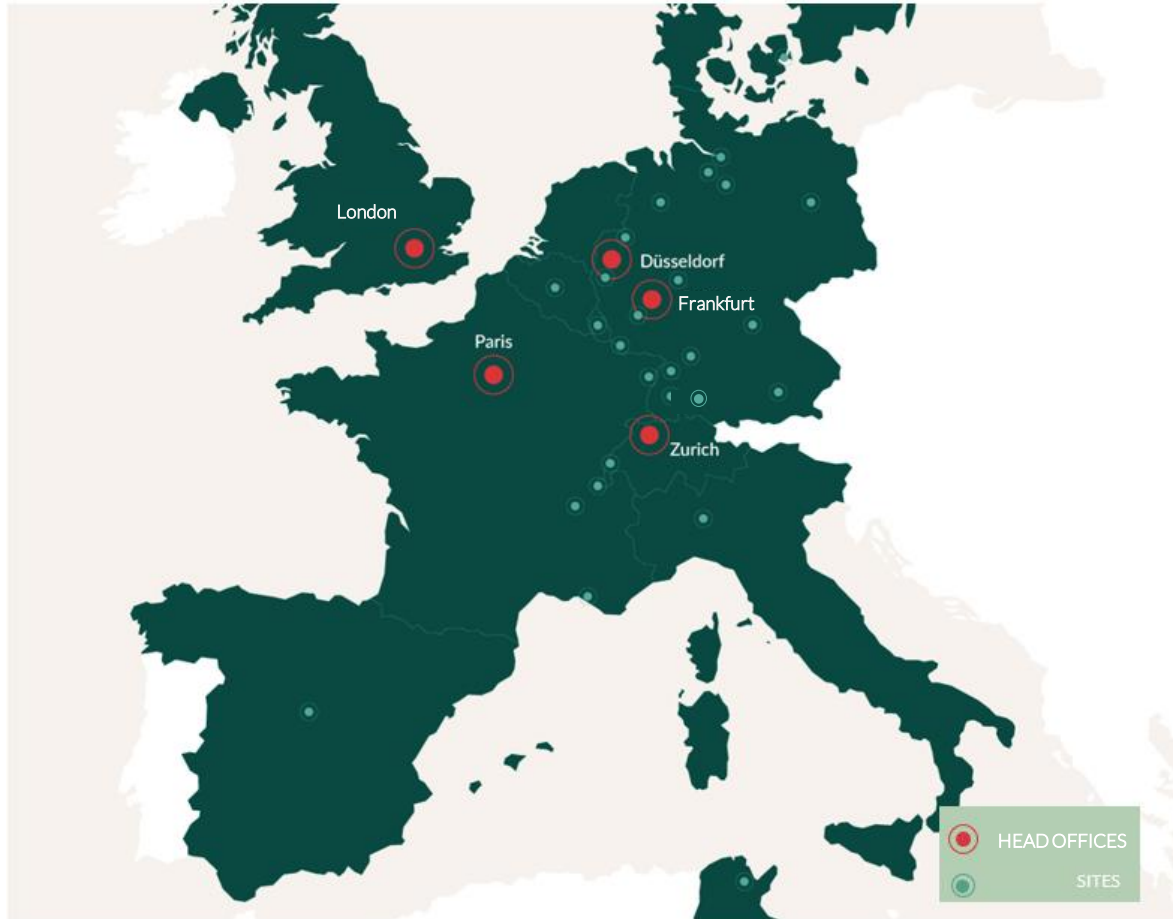 London
Düsseldorf
Frankfurt
Paris
Zurich
HEAD OFFICES
SITES